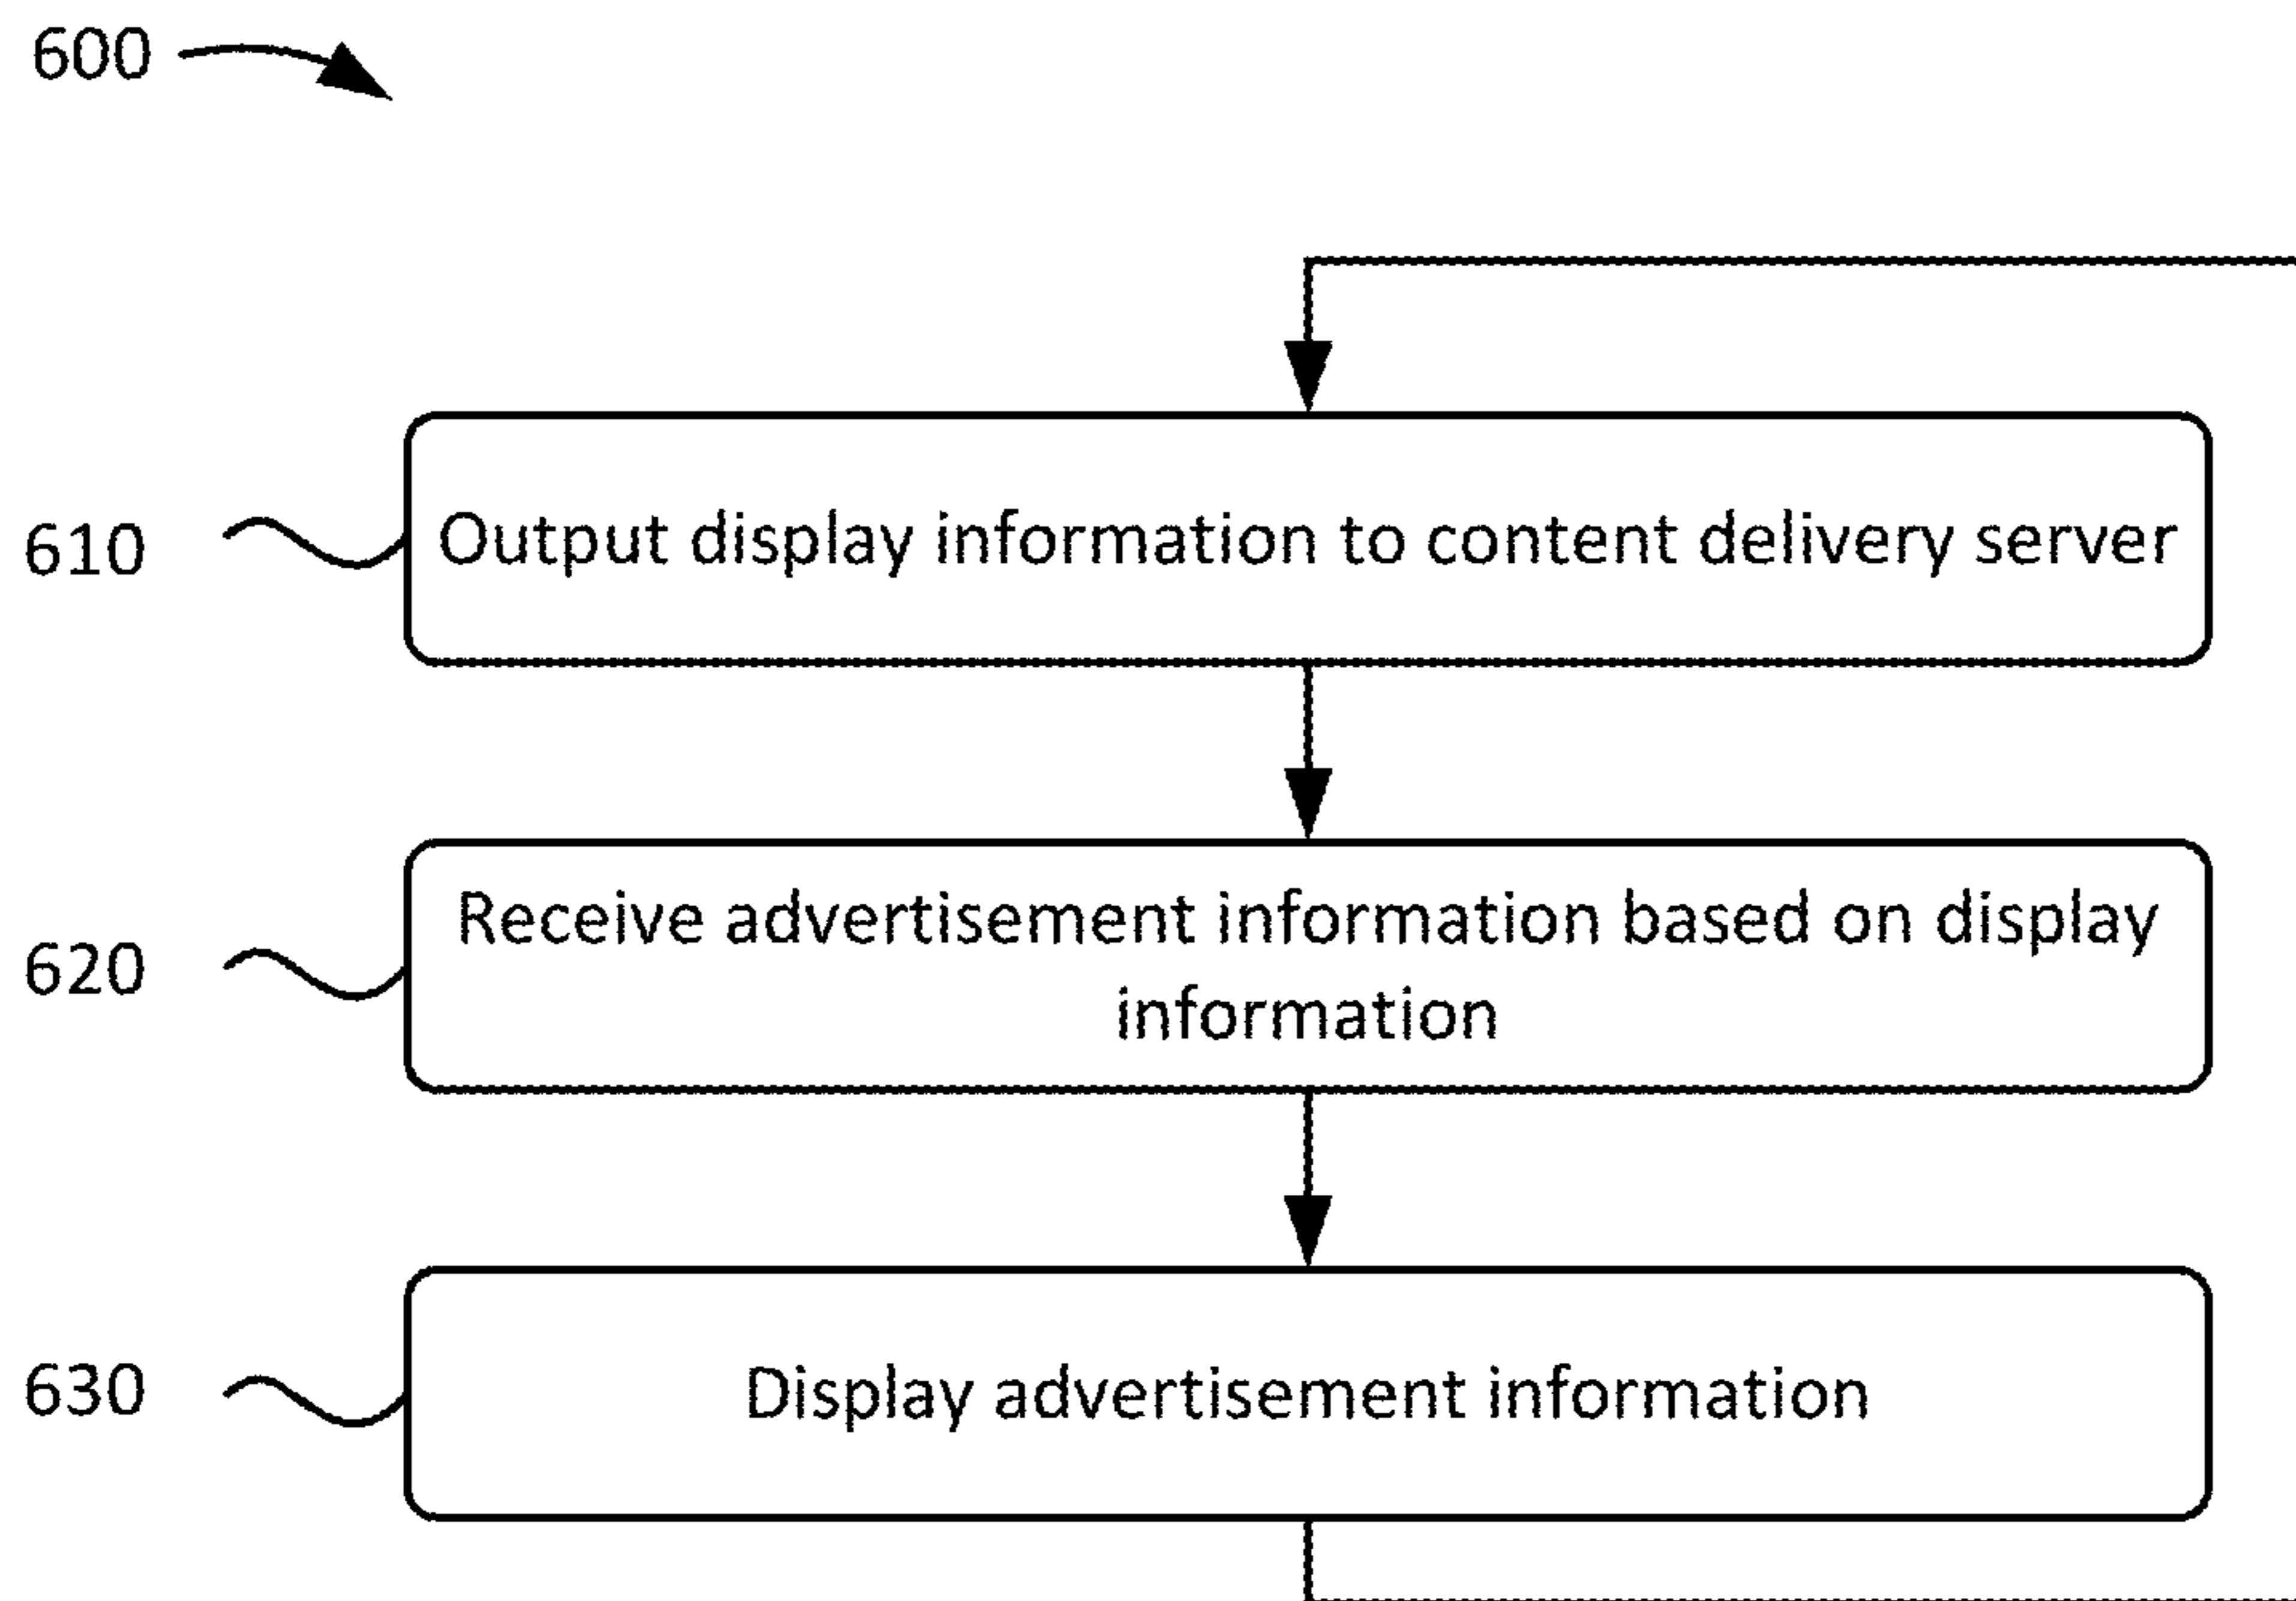 600
610
Output display information to content delivery server
620
Receive advertisement information based on display
information
630
Display advertisement information